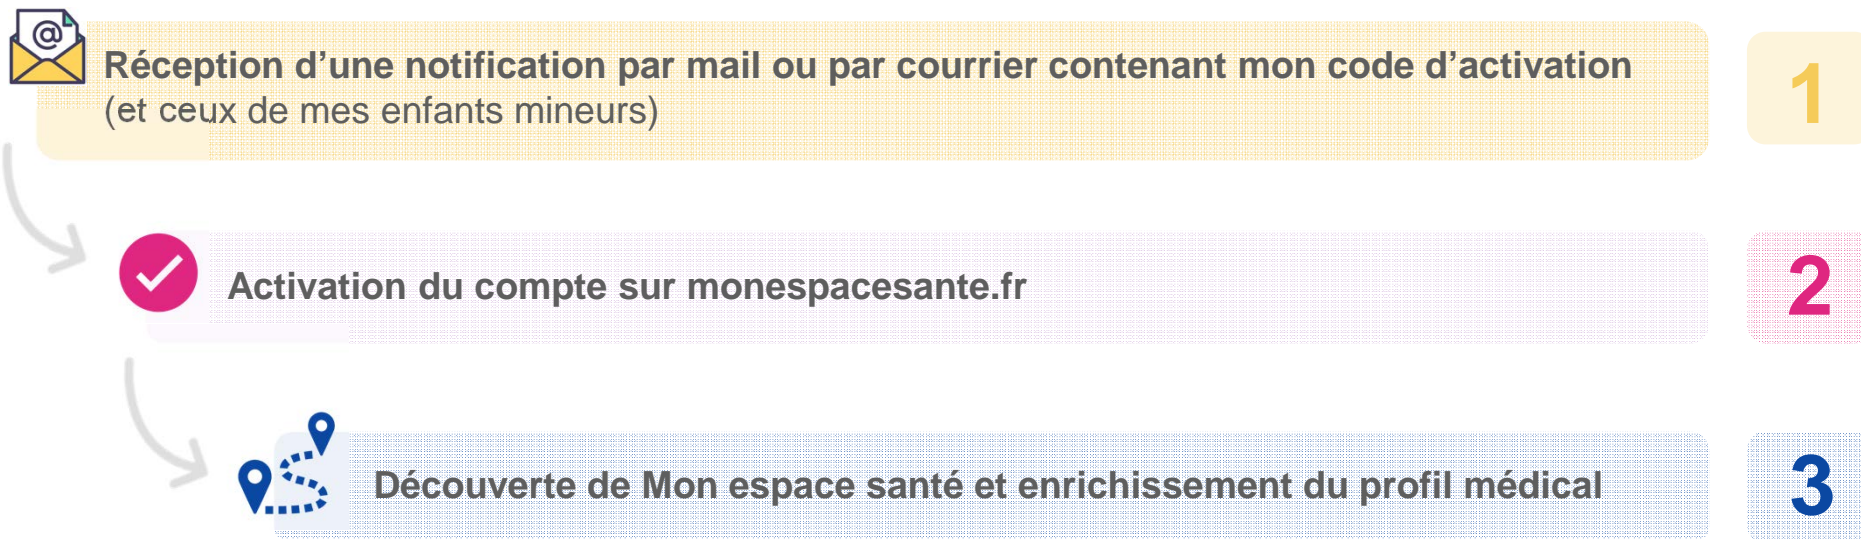 @
Réception d’une notification par mail ou par courrier contenant mon code d’activation
(et ceux de mes enfants mineurs)
1
Activation du compte sur monespacesante.fr
2
Découverte de Mon espace santé et enrichissement du profil médical
3